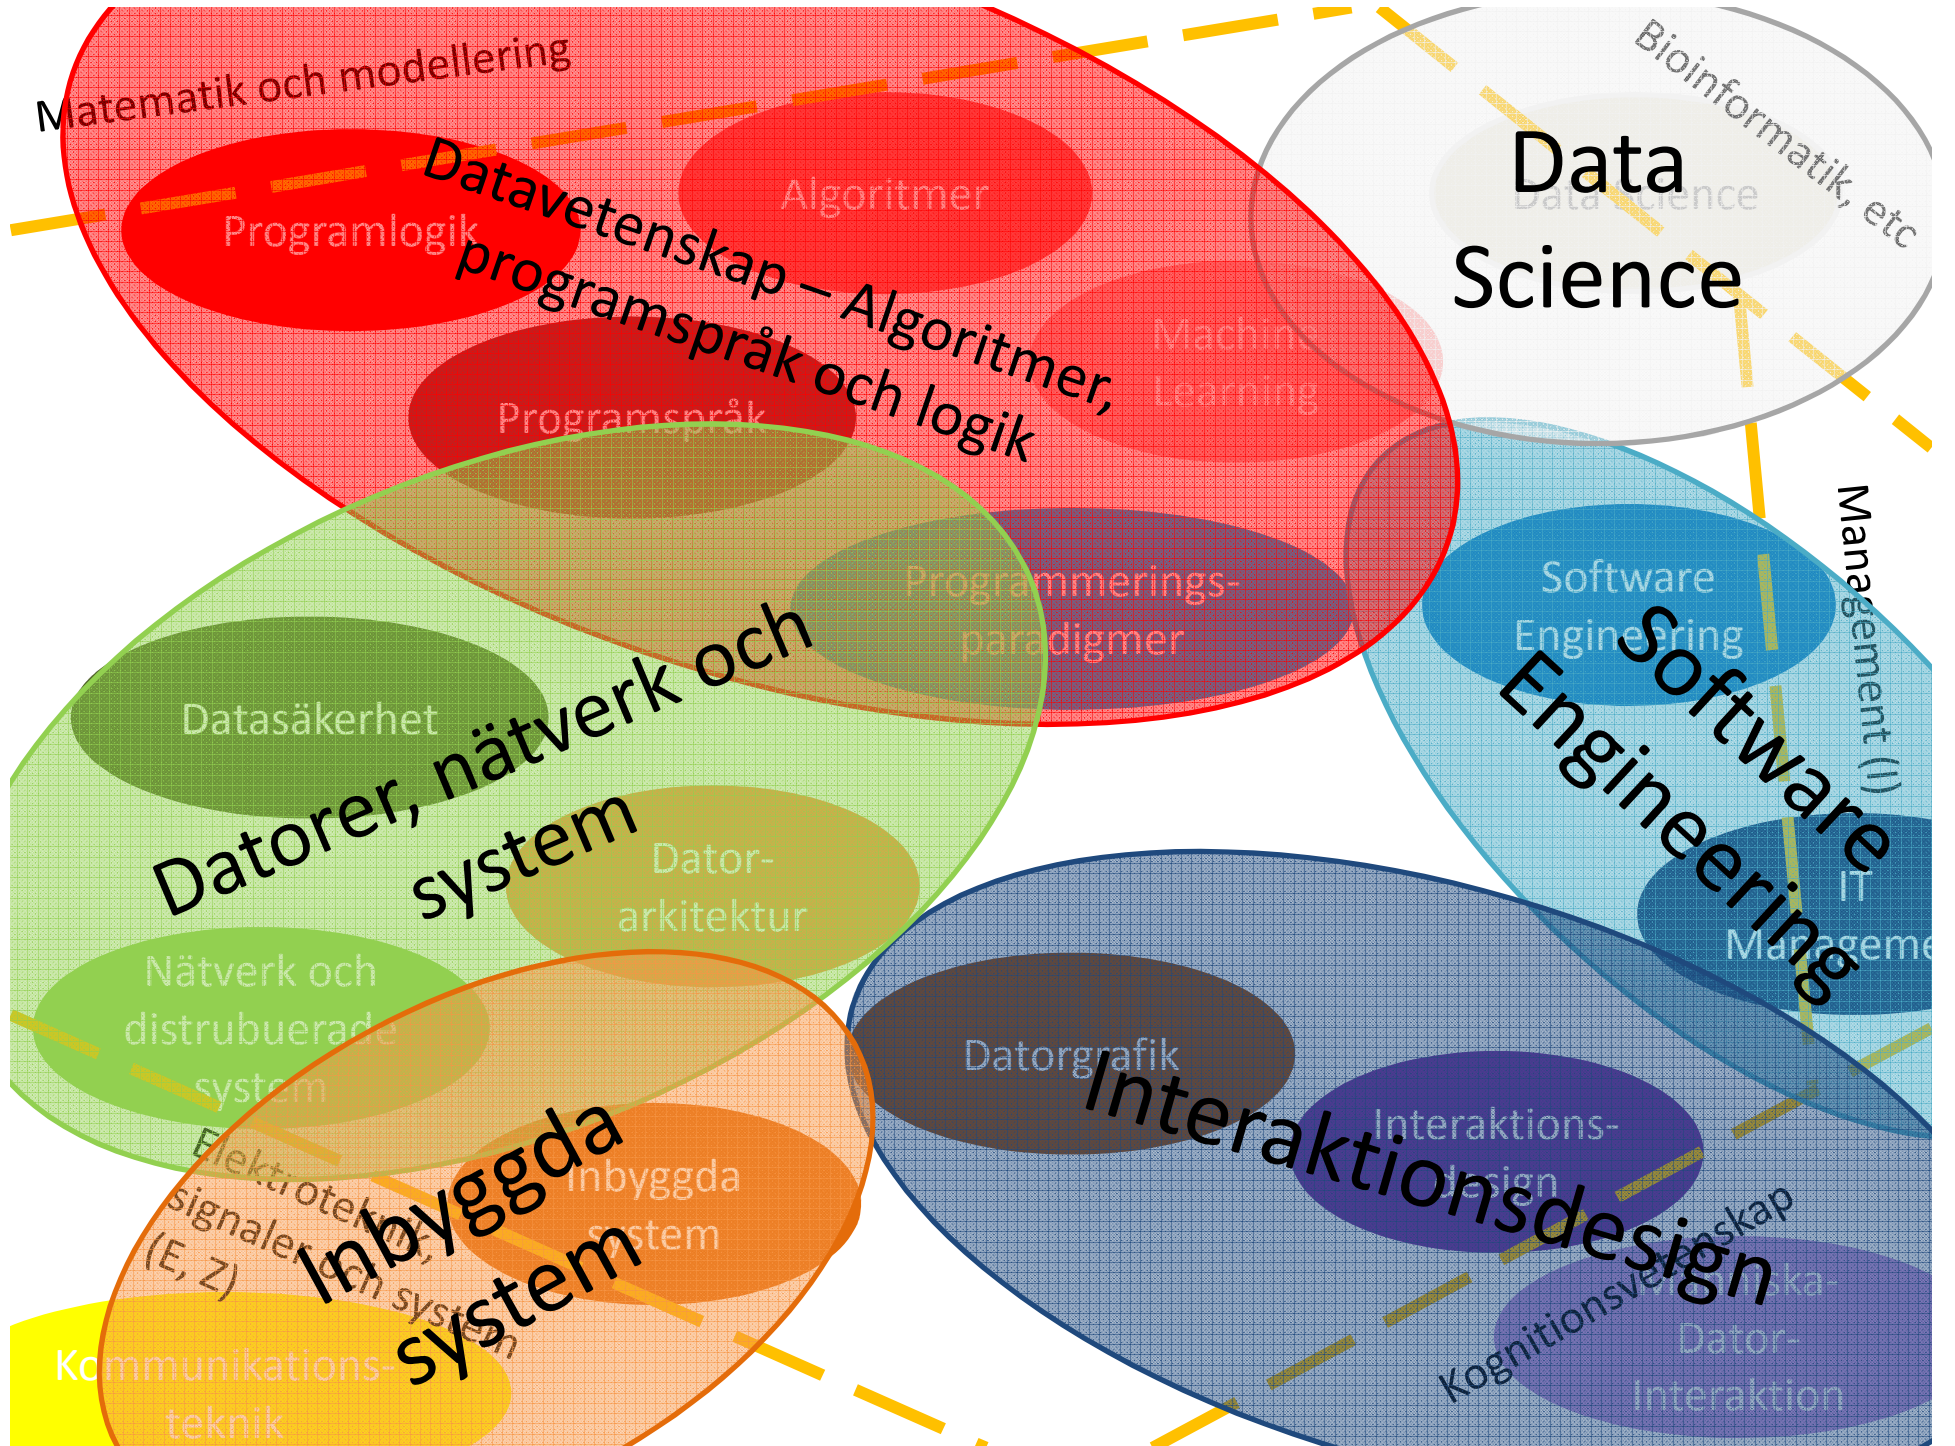 Matematik och modellering
Bioinformatik, etc
Programlogik
Algoritmer
Data Science
Data
Science
Datavetenskap – Algoritmer,
programspråk och logik
Machine
Learning
Programspråk
Programmerings-
paradigmer
Software
Engineering
Management (I)
Software
Engineering
IT
Manageme
Datasäkerhet
Datorer, nätverk och
system
Dator-
arkitektur
Nätverk och
distrubuerade
system
Datorgrafik
Interaktions-
design
Interaktionsdesign
Kognitionsvetenskap
Människa-
Dator-
Interaktion
Elektroteknik,
signaler och system
(E, Z)
Inbyggda
system
Inbyggda
system
Kommunikations-
teknik